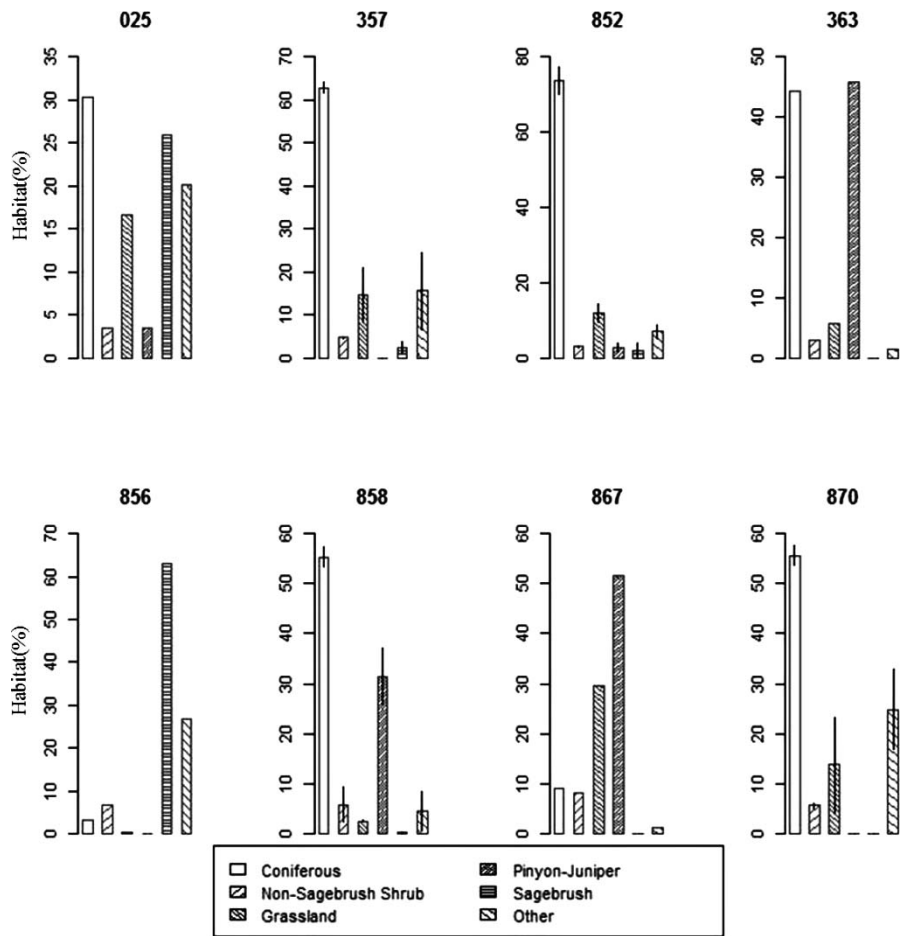 025 357 852 363
Habitat(%)
35 30 25 20 15 10 5 0
70 60 50 40 30 20 10 0
80 60 40 20 0
50 40 30 20 10 0
856 858 867 870
Habitat(%)
70 60 50 40 30 20 10 0
60 50 40 30 20 10 0
60 50 40 30 20 10 0
60 50 40 30 20 10 0
Coniferous Pinyon-Juniper
Non-Sagebrush Shrub Sagebrush
Grassland Other